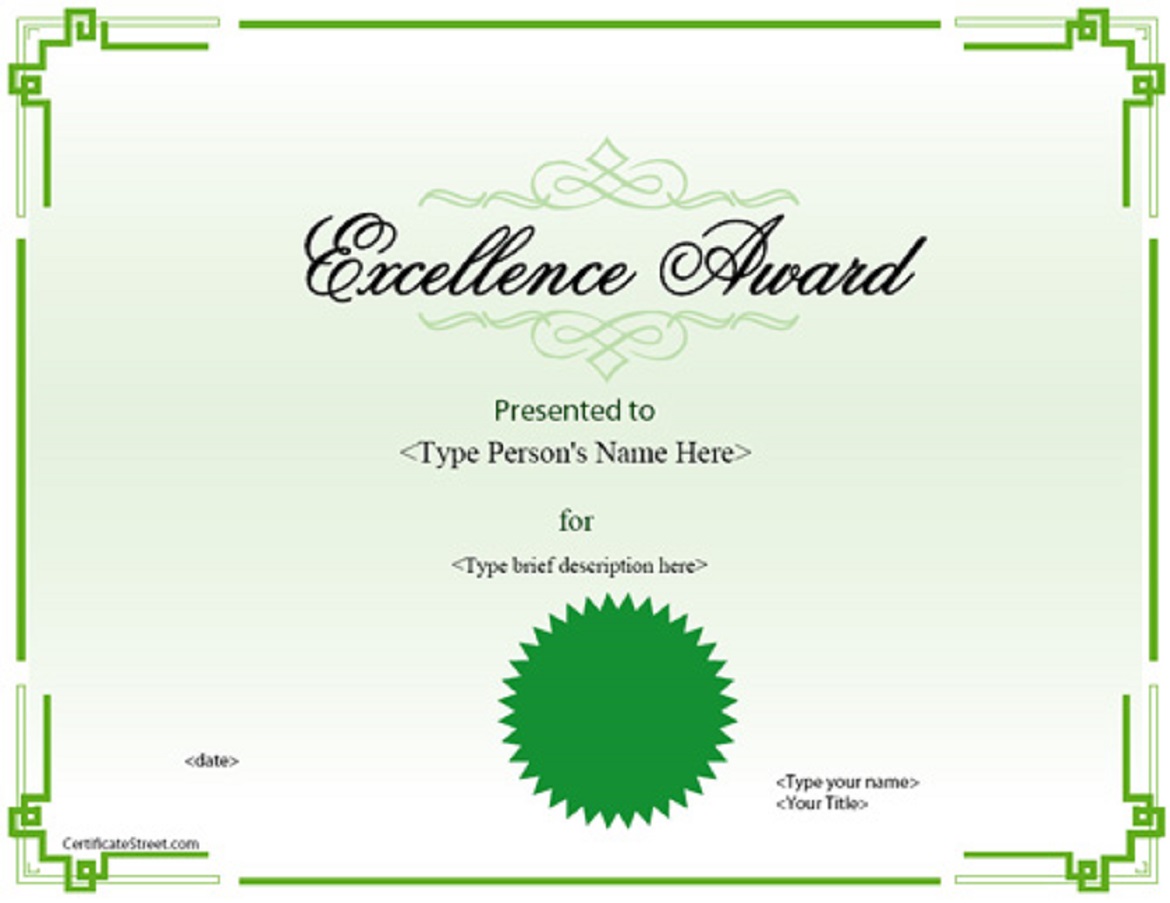 Excellence Award
Presented to
<Type Person's Name Here>
for
<Type brief description here>
<date>
<Type your name>
<Your Title>
CertificateStreet.com